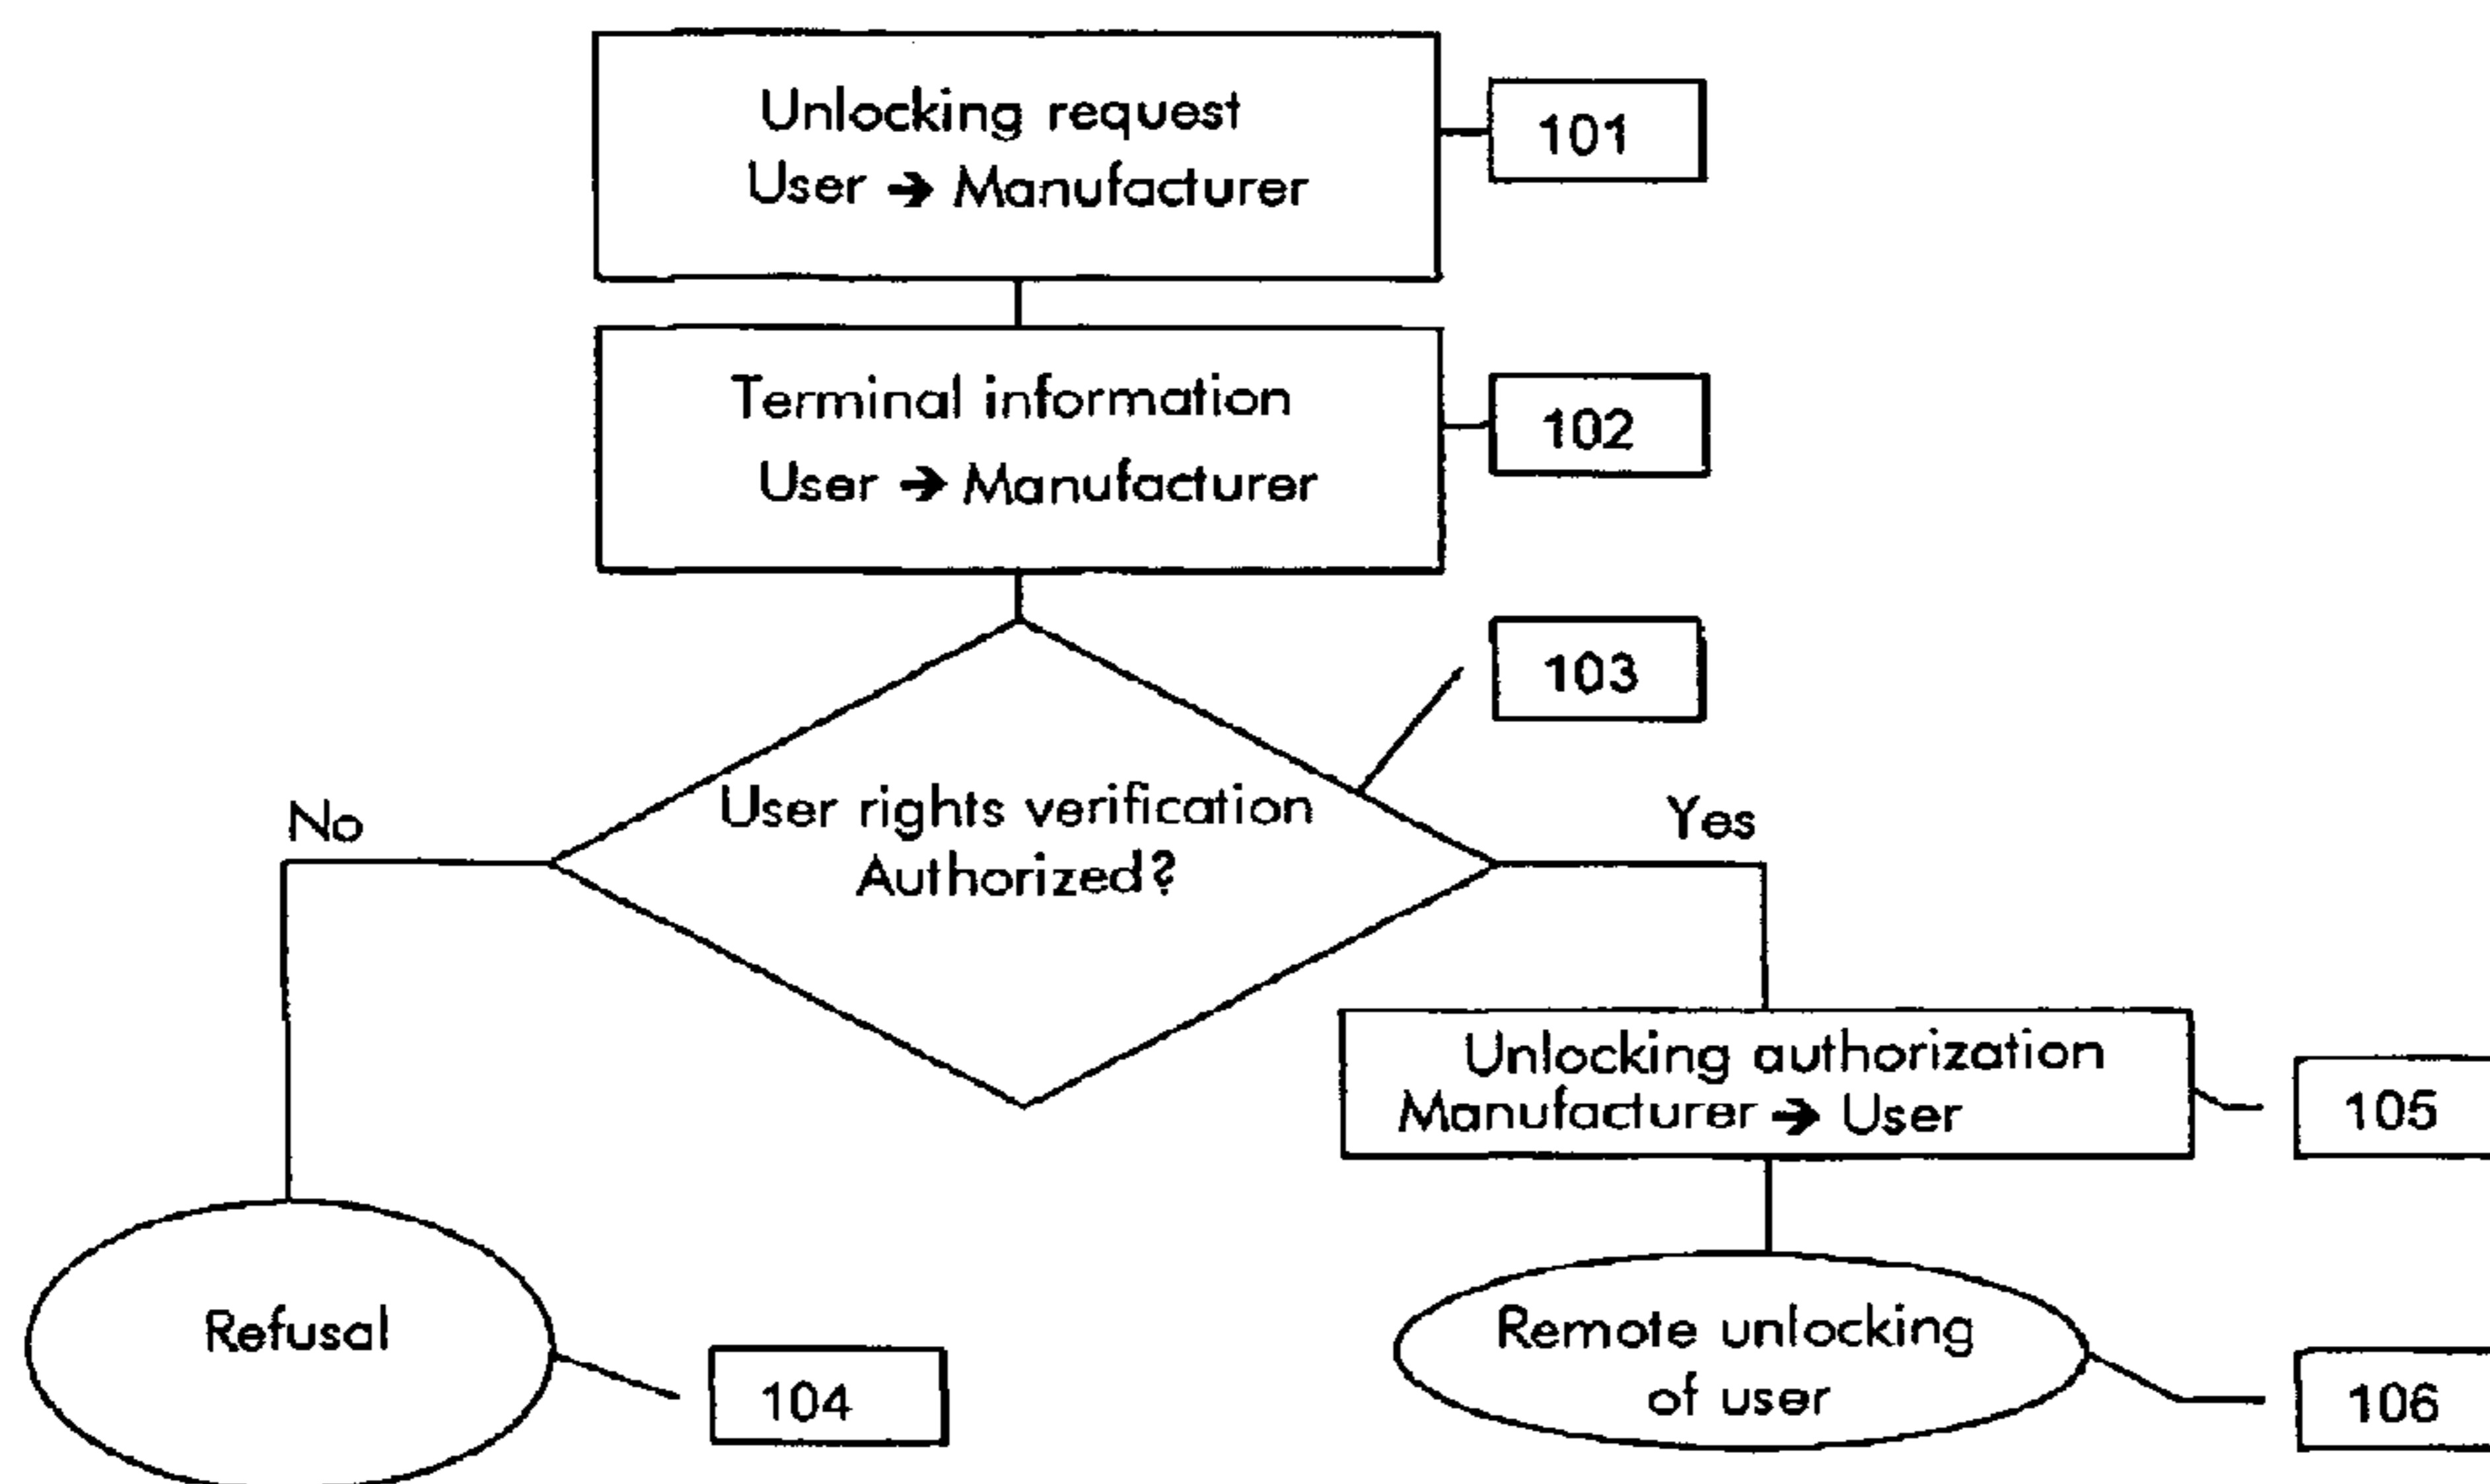 Unlocking request
User → Manufacturer
101
Terminal information
User → Manufacturer
102
103
User rights verification
Authorized?
No
Yes
Unlocking authorization
Manufacturer → User
105
Refusal
104
Remote unlocking
of user
106